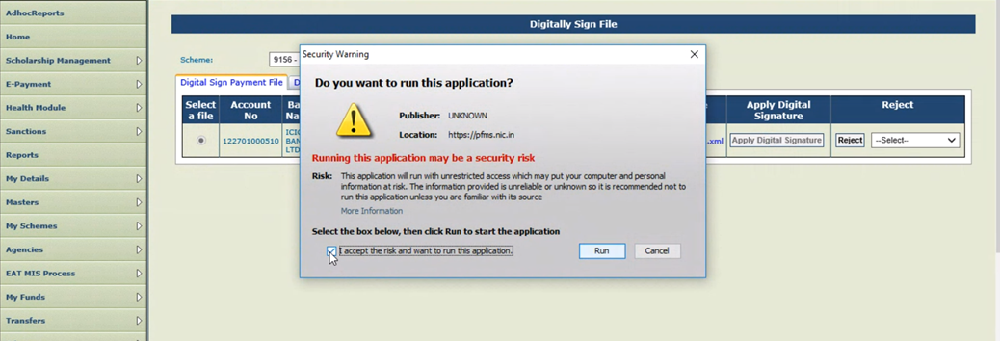 AdhocReports
Home
Scholarship Management
E-Payment
Health Module
Sanctions
Reports
My Details
Masters
My Schemes
Agencies
EAT MIS Process
My Funds
Transfers
Digitally Sign File
Scheme:
9156 -
Digital Sign Payment File
D
Select a file
Account No
Ba
Na
122701000510
ICIC
BAN
LTD
.xml
Apply Digital Signature
Reject
Apply Digital Signature
Reject
--Select--
Security Warning
Do you want to run this application?
Publisher: UNKNOWN
Location: https://pfms.nic.in
Running this application may be a security risk
Risk: This application will run with unrestricted access which may put your computer and personal
information at risk. The information provided is unreliable or unknown so it is recommended not to
run this application unless you are familiar with its source
More Information
Select the box below, then click Run to start the application
I accept the risk and want to run this application.
Run
Cancel